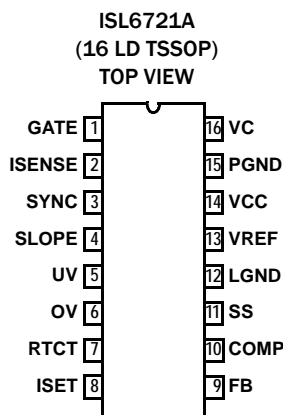 ISL6721A
(16 LD TSSOP)
TOP VIEW
GATE 1 16 VC
ISENSE 2 15 PGND
SYNC 3 14 VCC
SLOPE 4 13 VREF
UV 5 12 LGND
OV 6 11 SS
RTCT 7 10 COMP
ISET 8 9 FB